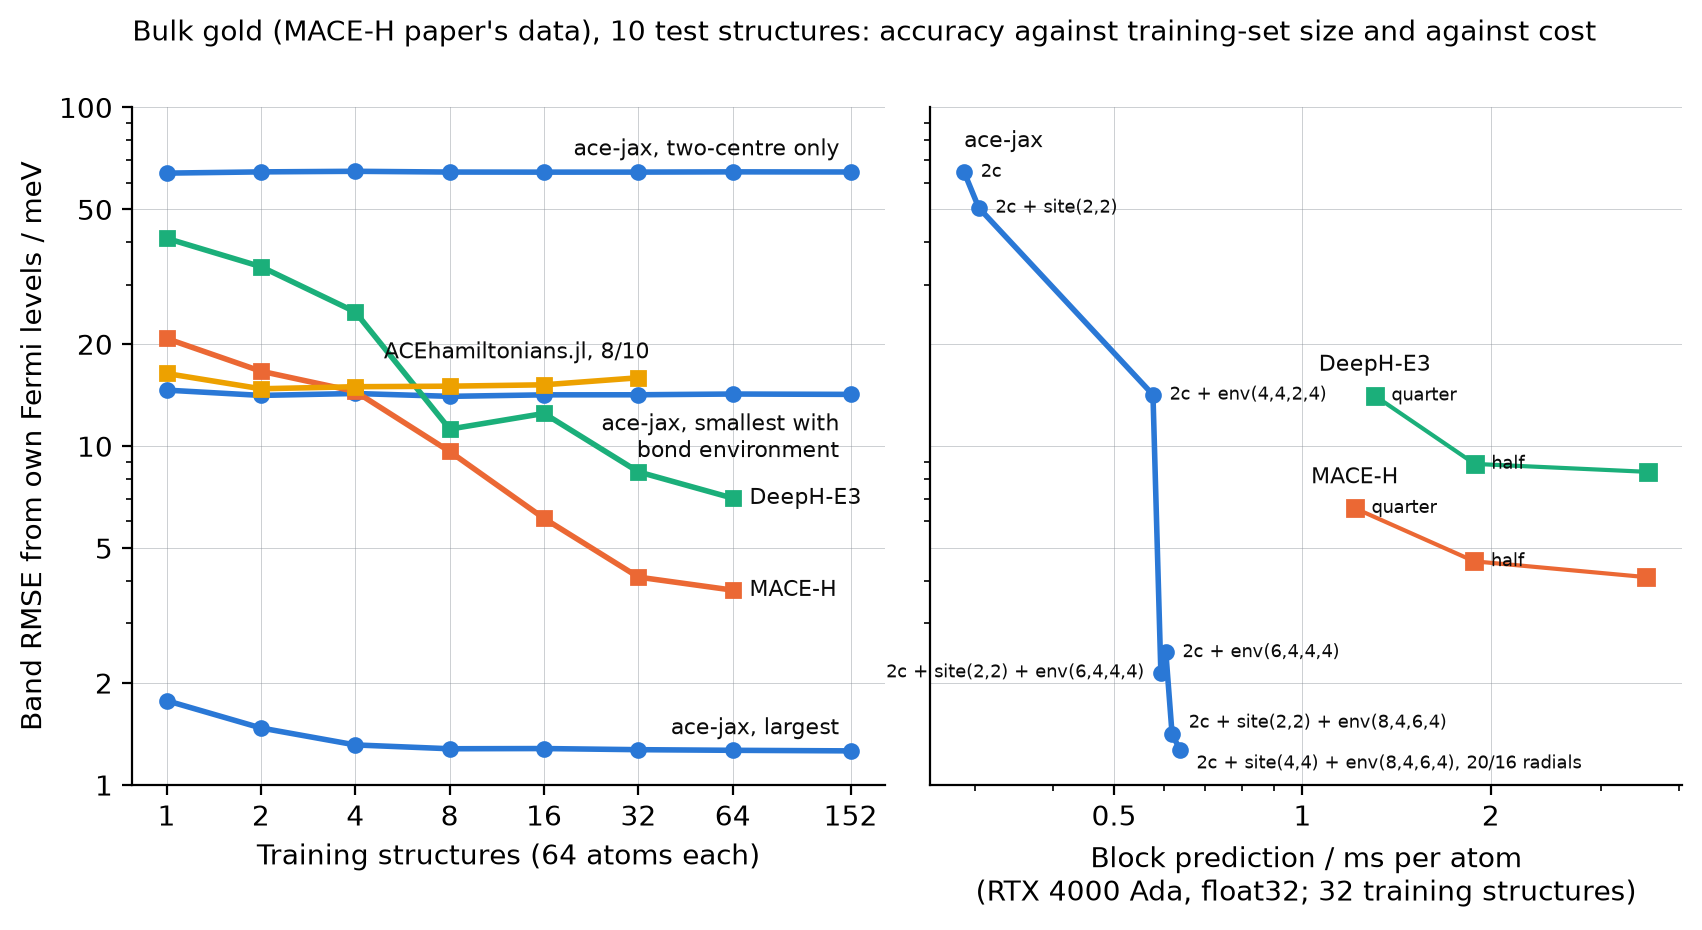 Bulk gold (MACE-H paper's data), 10 test structures: accuracy against training-set size and against cost
Band RMSE from own Fermi levels / meV
100
50
20
10
5
2
1
ace-jax, two-centre only
ACEhamiltonians.jl, 8/10
ace-jax, smallest with
bond environment
DeepH-E3
MACE-H
ace-jax, largest
1
2
4
8
16
32
64
152
Training structures (64 atoms each)
ace-jax
2c
2c + site(2,2)
DeepH-E3
2c + env(4,4,2,4)
quarter
half
MACE-H
quarter
half
2c + env(6,4,4,4)
2c + site(2,2) + env(6,4,4,4)
2c + site(2,2) + env(8,4,6,4)
2c + site(4,4) + env(8,4,6,4), 20/16 radials
0.5
1
2
Block prediction / ms per atom
(RTX 4000 Ada, float32; 32 training structures)